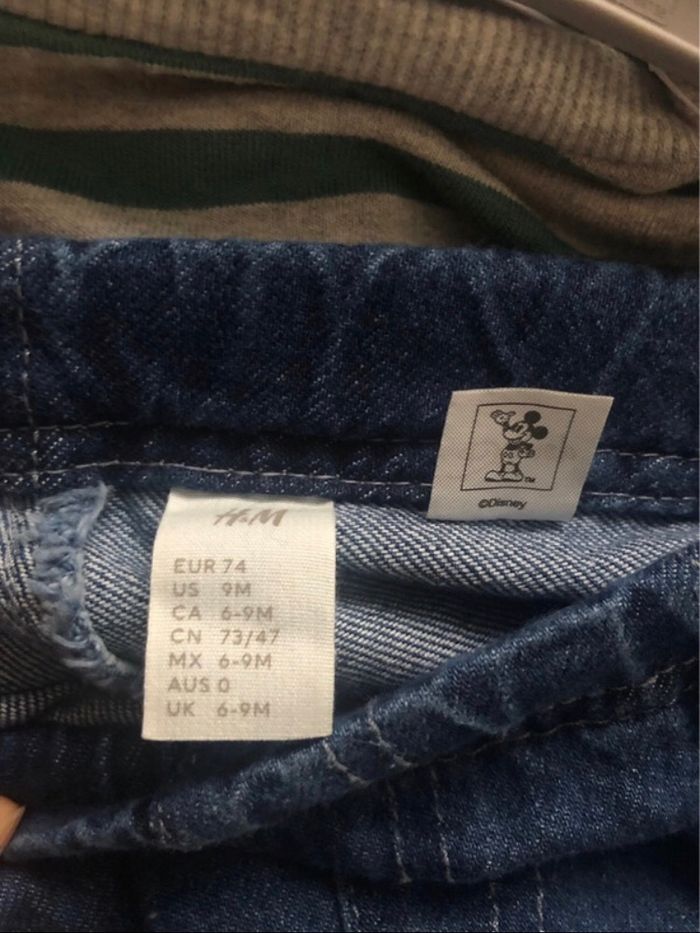 H&M
EUR 74
US 9M
CA 6-9M
CN 73/47
MX 6-9M
AUS 0
UK 6-9M
TM
©Disney